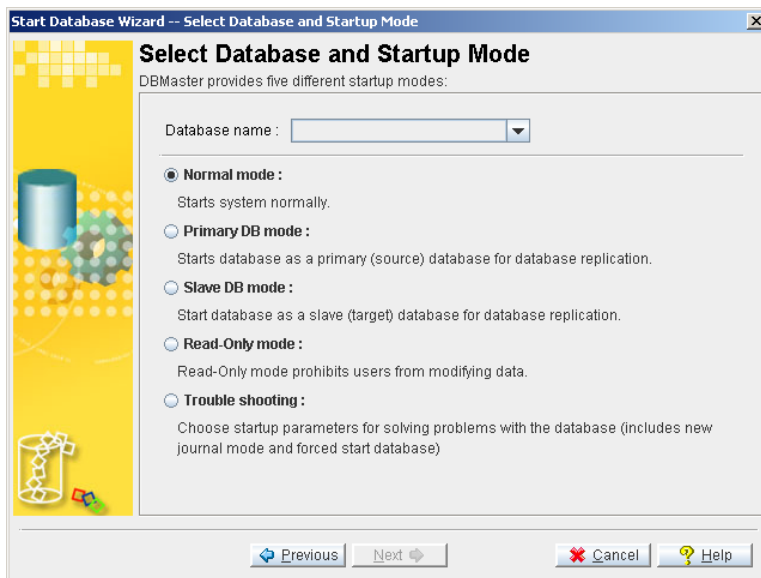 Start Database Wizard -- Select Database and Startup Mode
Select Database and Startup Mode
DBMaster provides five different startup modes:
Database name :
Normal mode :
Starts system normally.
Primary DB mode :
Starts database as a primary (source) database for database replication.
Slave DB mode :
Start database as a slave (target) database for database replication.
Read-Only mode :
Read-Only mode prohibits users from modifying data.
Trouble shooting :
Choose startup parameters for solving problems with the database (includes new
journal mode and forced start database)
Previous Next Cancel Help